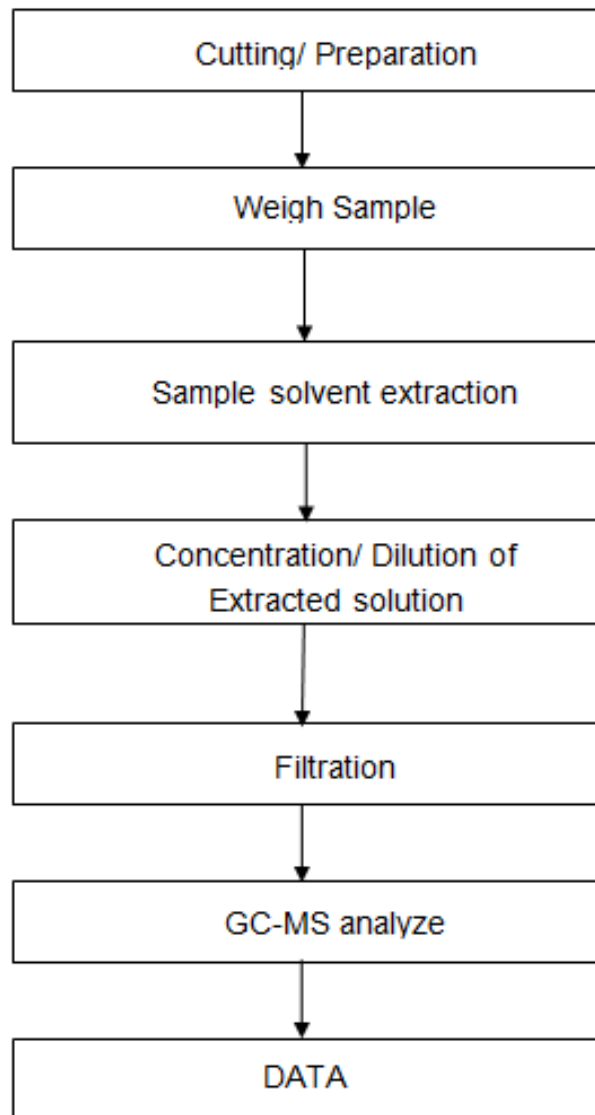 Cutting/ Preparation
Weigh Sample
Sample solvent extraction
Concentration/ Dilution of
Extracted solution
Filtration
GC-MS analyze
DATA